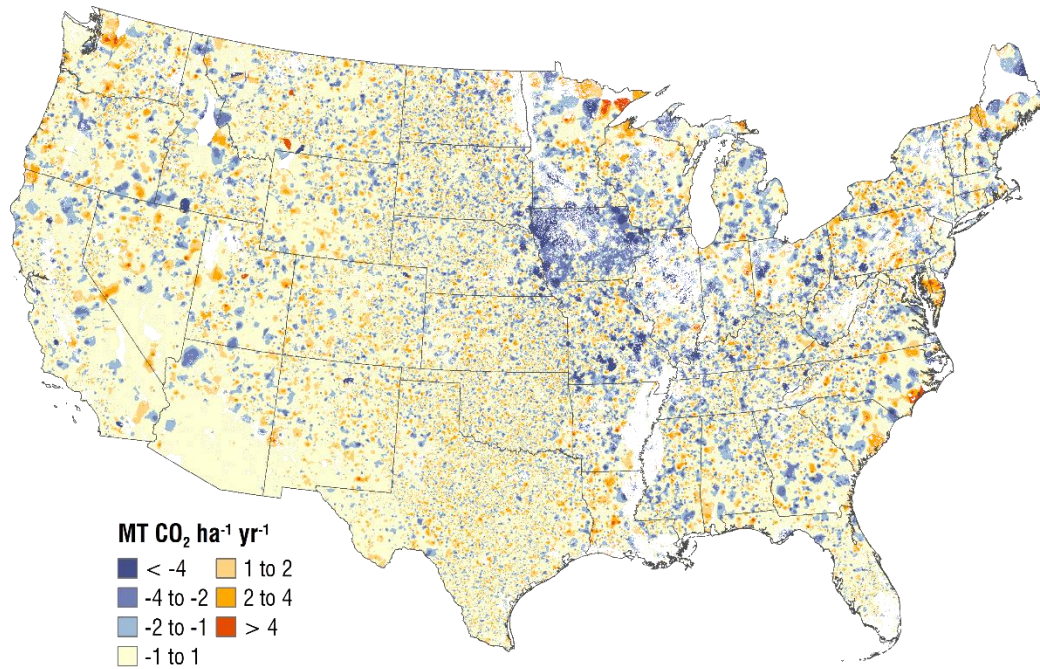 MT CO₂ ha⁻¹ yr⁻¹
< -4
1 to 2
-4 to -2
2 to 4
-2 to -1
> 4
-1 to 1